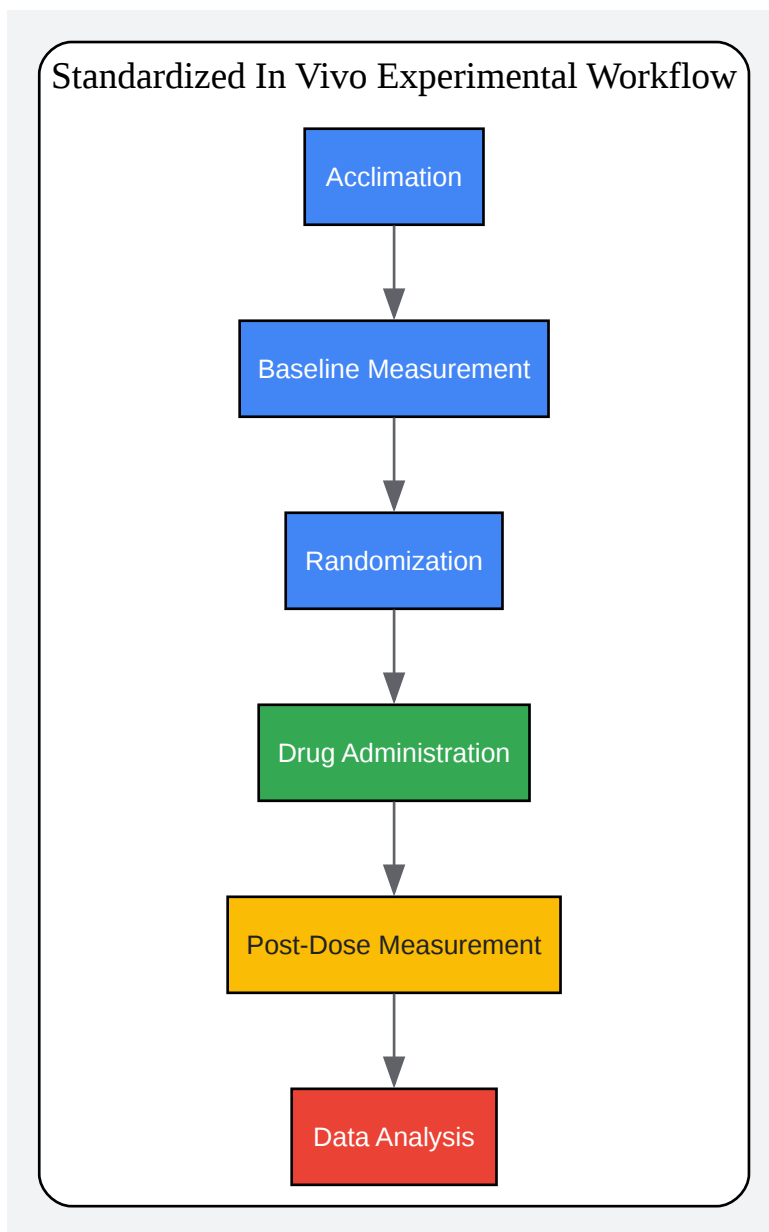 Standardized In Vivo Experimental Workflow
Acclimation
Baseline Measurement
Randomization
Drug Administration
Post-Dose Measurement
Data Analysis